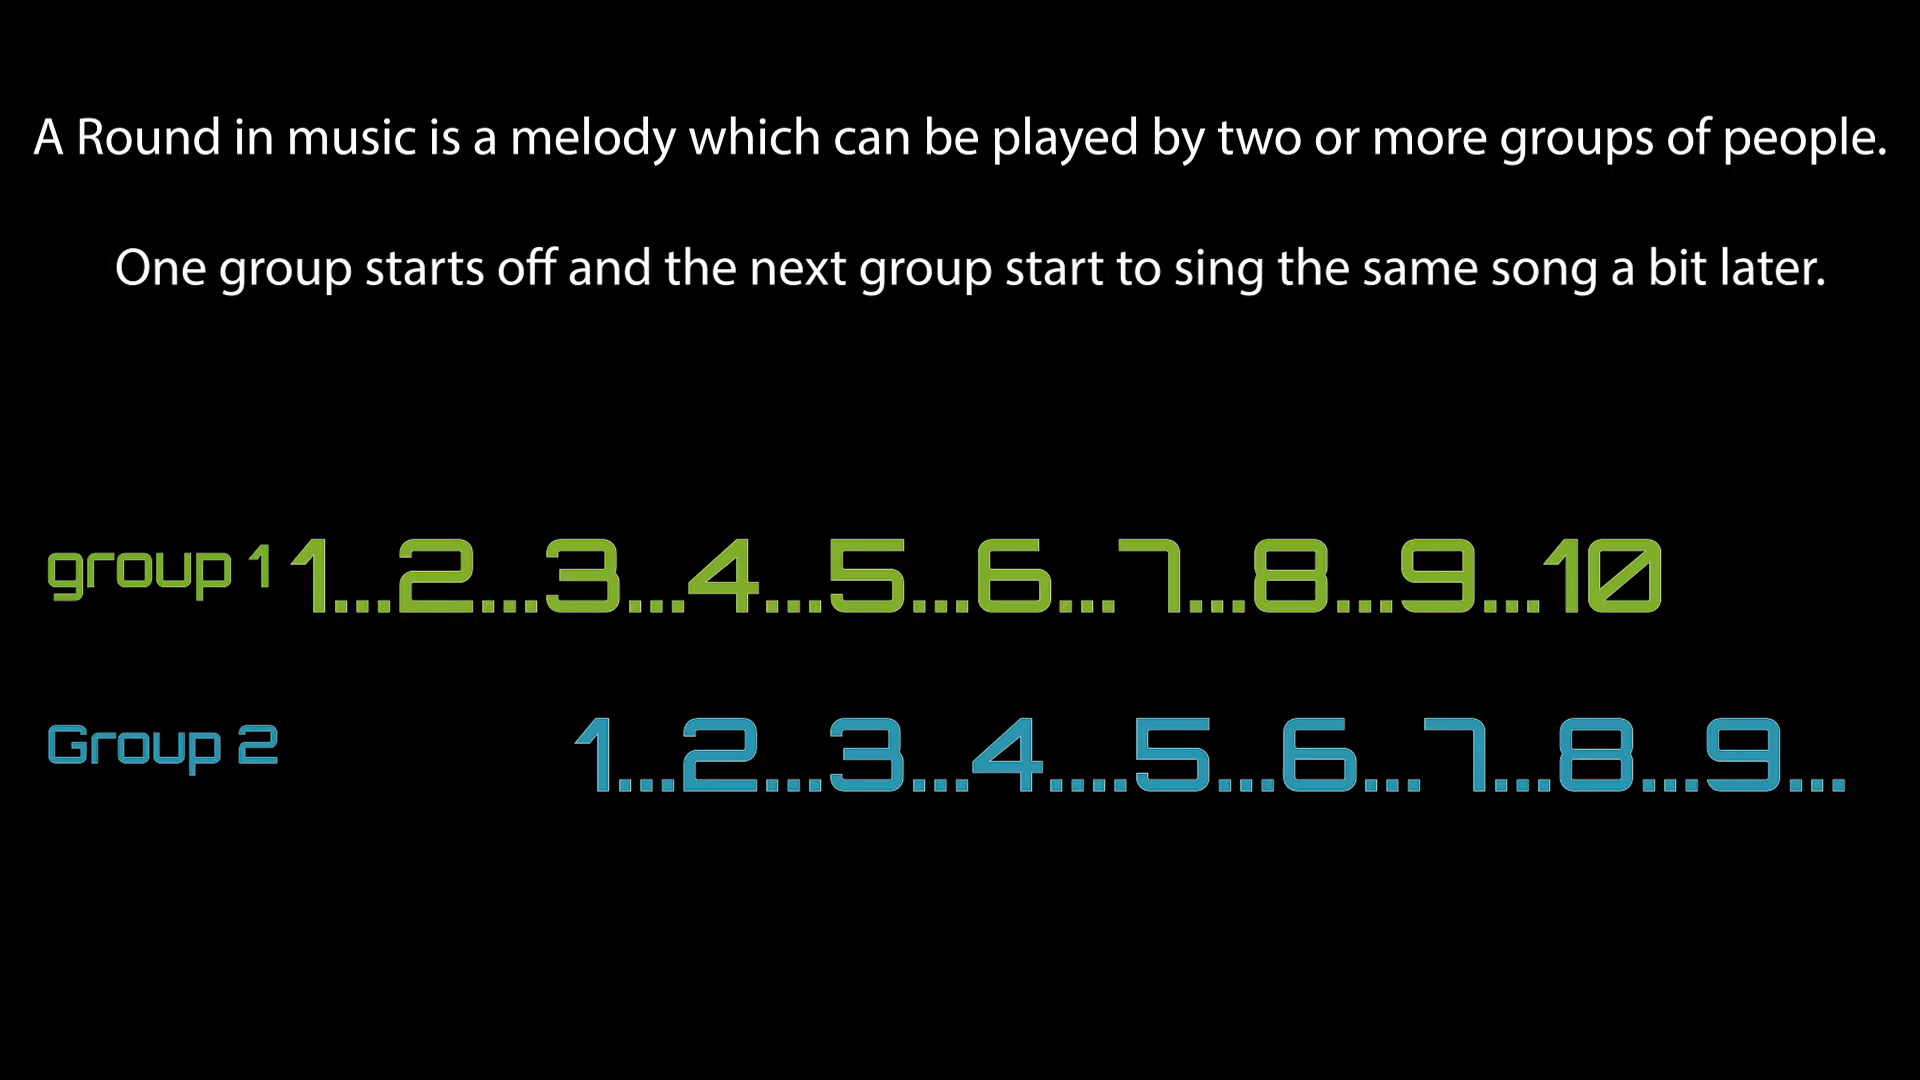 A Round in music is a melody which can be played by two or more groups of people.
One group starts off and the next group start to sing the same song a bit later.
group 1 1...2...3...4...5...6...7...8...9...10
Group 2 1...2...3...4....5...6...7...8...9...